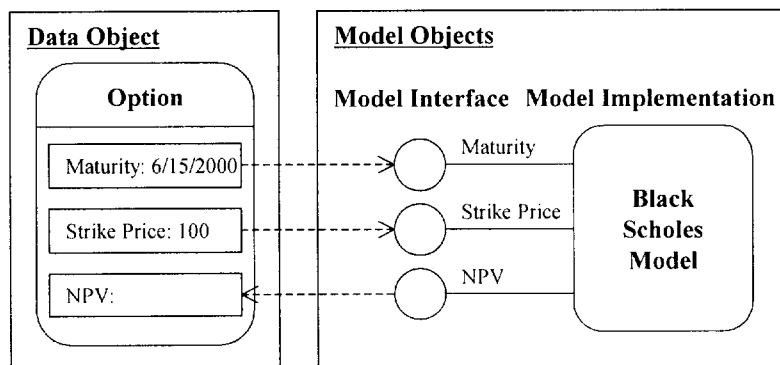 Data Object
Option
Maturity: 6/15/2000
Strike Price: 100
NPV:
Model Objects
Model Interface
Model Implementation
Maturity
Strike Price
NPV
Black
Scholes
Model